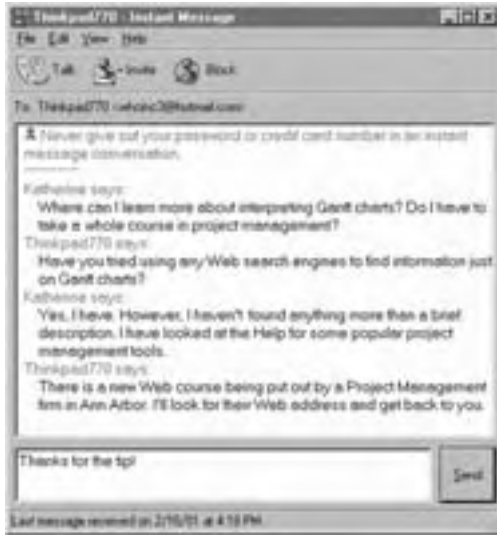 Thinkpad770 - Instant Message
File Edit View Help
Talk Invite Block
To: Thinkpad770
Never give out your password or credit card number in an instant
message conversation.
Katherine says:
Where can I learn more about interpreting Gantt charts? Do I have to
take a whole course in project management?
Thinkpad770 says:
Have you tried using any Web search engines to find information just
on Gantt charts?
Katherine says:
Yes, I have. However, I haven't found anything more than a brief
description. I have looked at the Help for some popular project
management tools.
Thinkpad770 says:
There is a new Web course being put out by a Project Management
firm in Ann Arbor. I'll look for their Web address and get back to you.
Thanks for the tip!
Send
Last message received on 2/16/01 at 4:18 PM.